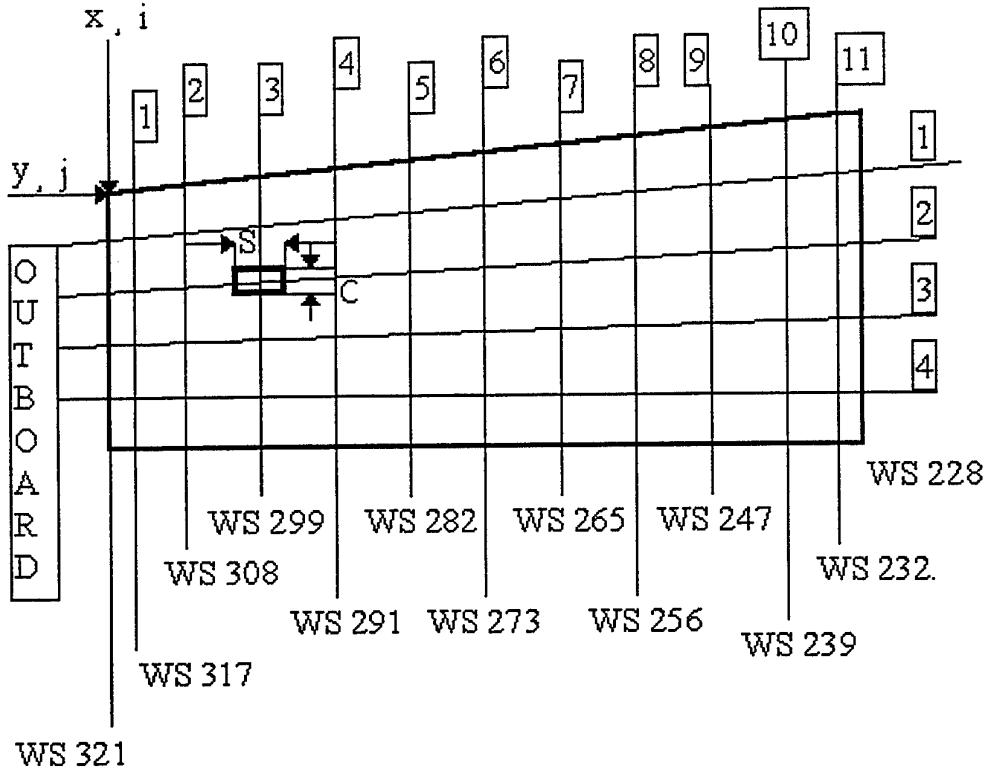 x, i
1
2
3
4
5
6
7
8
9
10
11
y, j
1
2
3
4
S
C
OUTBOARD
WS 228
WS 299
WS 282
WS 265
WS 247
WS 308
WS 232.
WS 291
WS 273
WS 256
WS 239
WS 317
WS 321